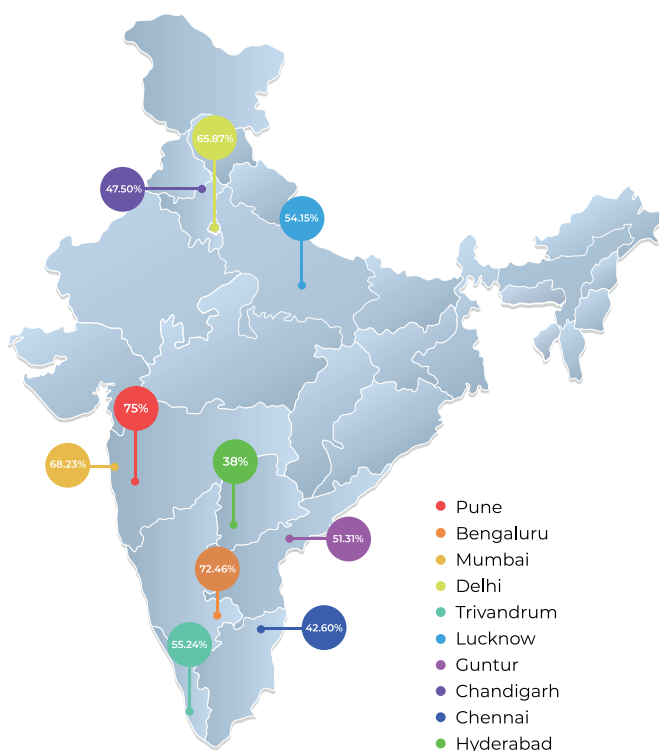 65.87%
47.50%
54.15%
75%
68.23%
38%
51.31%
72.46%
42.60%
55.24%
Pune
Bengaluru
Mumbai
Delhi
Trivandrum
Lucknow
Guntur
Chandigarh
Chennai
Hyderabad